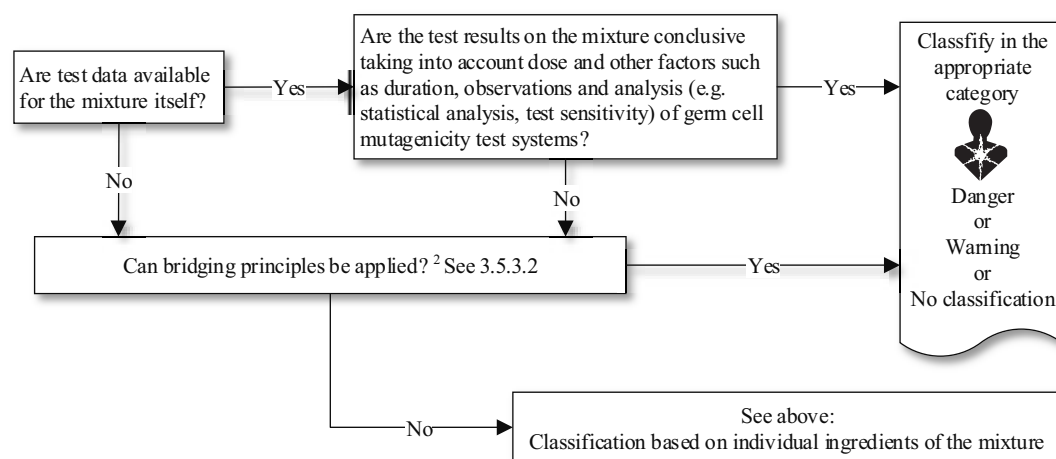 Are test data available
for the mixture itself?
Yes
Are the test results on the mixture conclusive
taking into account dose and other factors such
as duration, observations and analysis (e.g.
statistical analysis, test sensitivity) of germ cell
mutagenicity test systems?
Yes
Classfify in the
appropriate
category
Danger
or
Warning
or
No classification
No
No
Can bridging principles be applied? ² See 3.5.3.2
Yes
No
See above:
Classification based on individual ingredients of the mixture